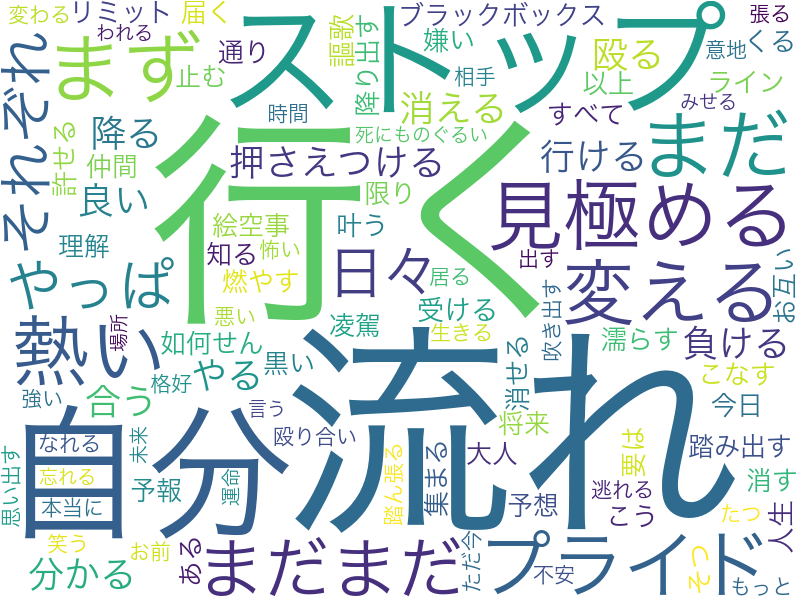 変わる リミット 届く ブラックボックス 張る
われる 通り 謳歌 降り出す 嫌い 殴る 意地 くる
まず ストップ 止む 相手 以上 ライン
それぞれ 時間 消える すべて みせる
許せる 降る 死にものぐるい まだ
仲間 行く 押さえつける 行ける
良い 限り 見極める
絵空事 叶う
理解 知る 怖い 日々 出す
やっぱ 燃やす 居る 変える お互い
悪い 受ける 吹き出す
熱い 場所 如何せん 凌駕 生きる 濡らす 負ける
やる 黒い 消せる こなす
強い 合う 格好 流れ 今日
自分 言う 将来
思い出す なれる 未来 殴り合い 大人 要は 踏み出す
忘れる 予報 運命 踏ん張る 集まる 逃れる 消す
本当に 予想 こう たつ 人生
笑う お前 ある まだまだ ただ今 プライド そっ
分かる 不安 もっと